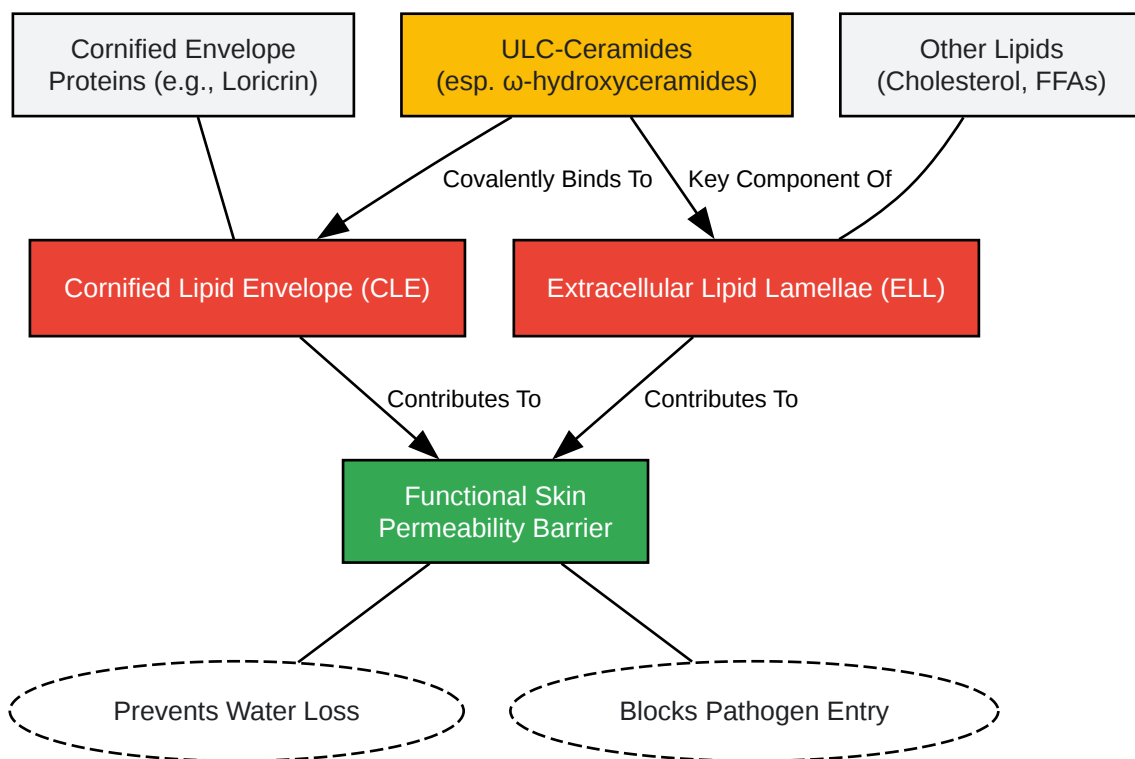 Cornified Envelope
Proteins (e.g., Loricrin)
ULC-Ceramides
(esp. ω-hydroxyceramides)
Other Lipids
(Cholesterol, FFAs)
Covalently Binds To
Key Component Of
Cornified Lipid Envelope (CLE)
Extracellular Lipid Lamellae (ELL)
Contributes To
Contributes To
Functional Skin
Permeability Barrier
Prevents Water Loss
Blocks Pathogen Entry